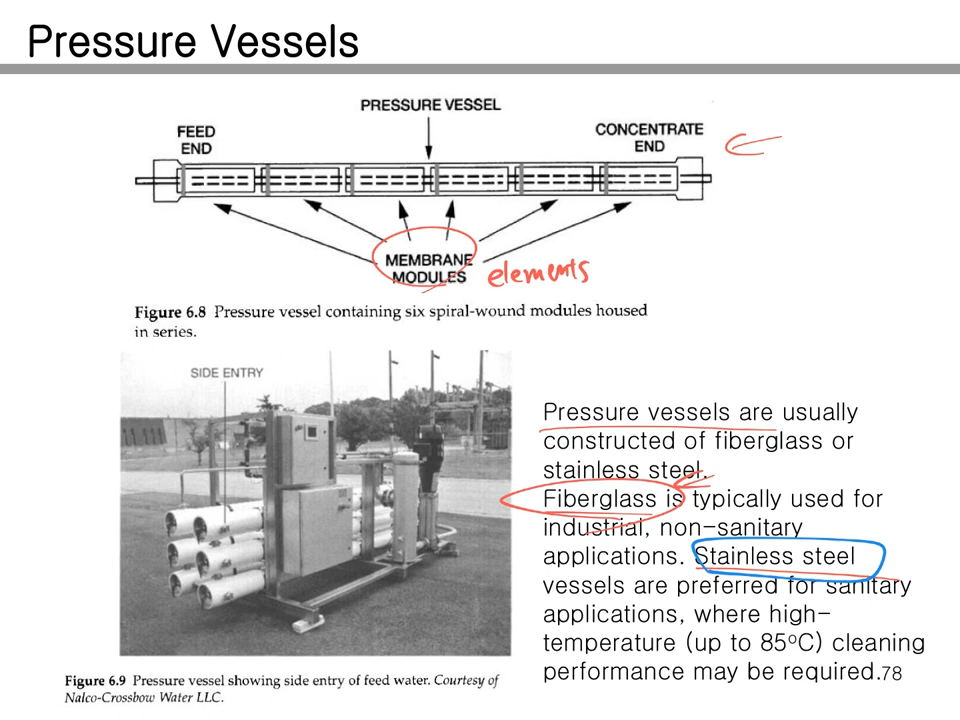 Pressure Vessels
PRESSURE VESSEL
FEED
END
CONCENTRATE
END
MEMBRANE
MODULES
elements
Figure 6.8 Pressure vessel containing six spiral-wound modules housed
in series.
SIDE ENTRY
Pressure vessels are usually
constructed of fiberglass or
stainless steel.
Fiberglass is typically used for
industrial, non-sanitary
applications. Stainless steel
vessels are preferred for sanitary
applications, where high-
temperature (up to 85ºC) cleaning
performance may be required.78
Figure 6.9 Pressure vessel showing side entry of feed water. Courtesy of
Nalco-Crossbow Water LLC.